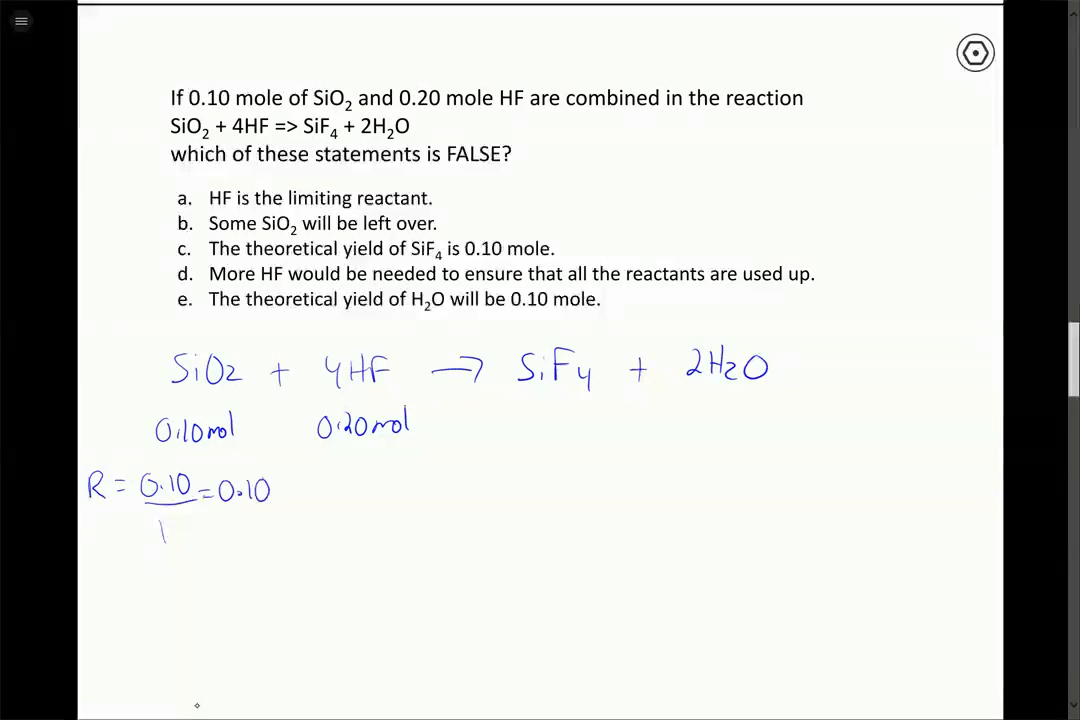 If 0.10 mole of SiO₂ and 0.20 mole HF are combined in the reaction
SiO₂ + 4HF => SiF₄ + 2H₂O
which of these statements is FALSE?
a. HF is the limiting reactant.
b. Some SiO₂ will be left over.
c. The theoretical yield of SiF₄ is 0.10 mole.
d. More HF would be needed to ensure that all the reactants are used up.
e. The theoretical yield of H₂O will be 0.10 mole.
SiO2 + 4HF → SiF4 + 2H2O
0.10mol 0.20mol
R = 0.10 = 0.10
1